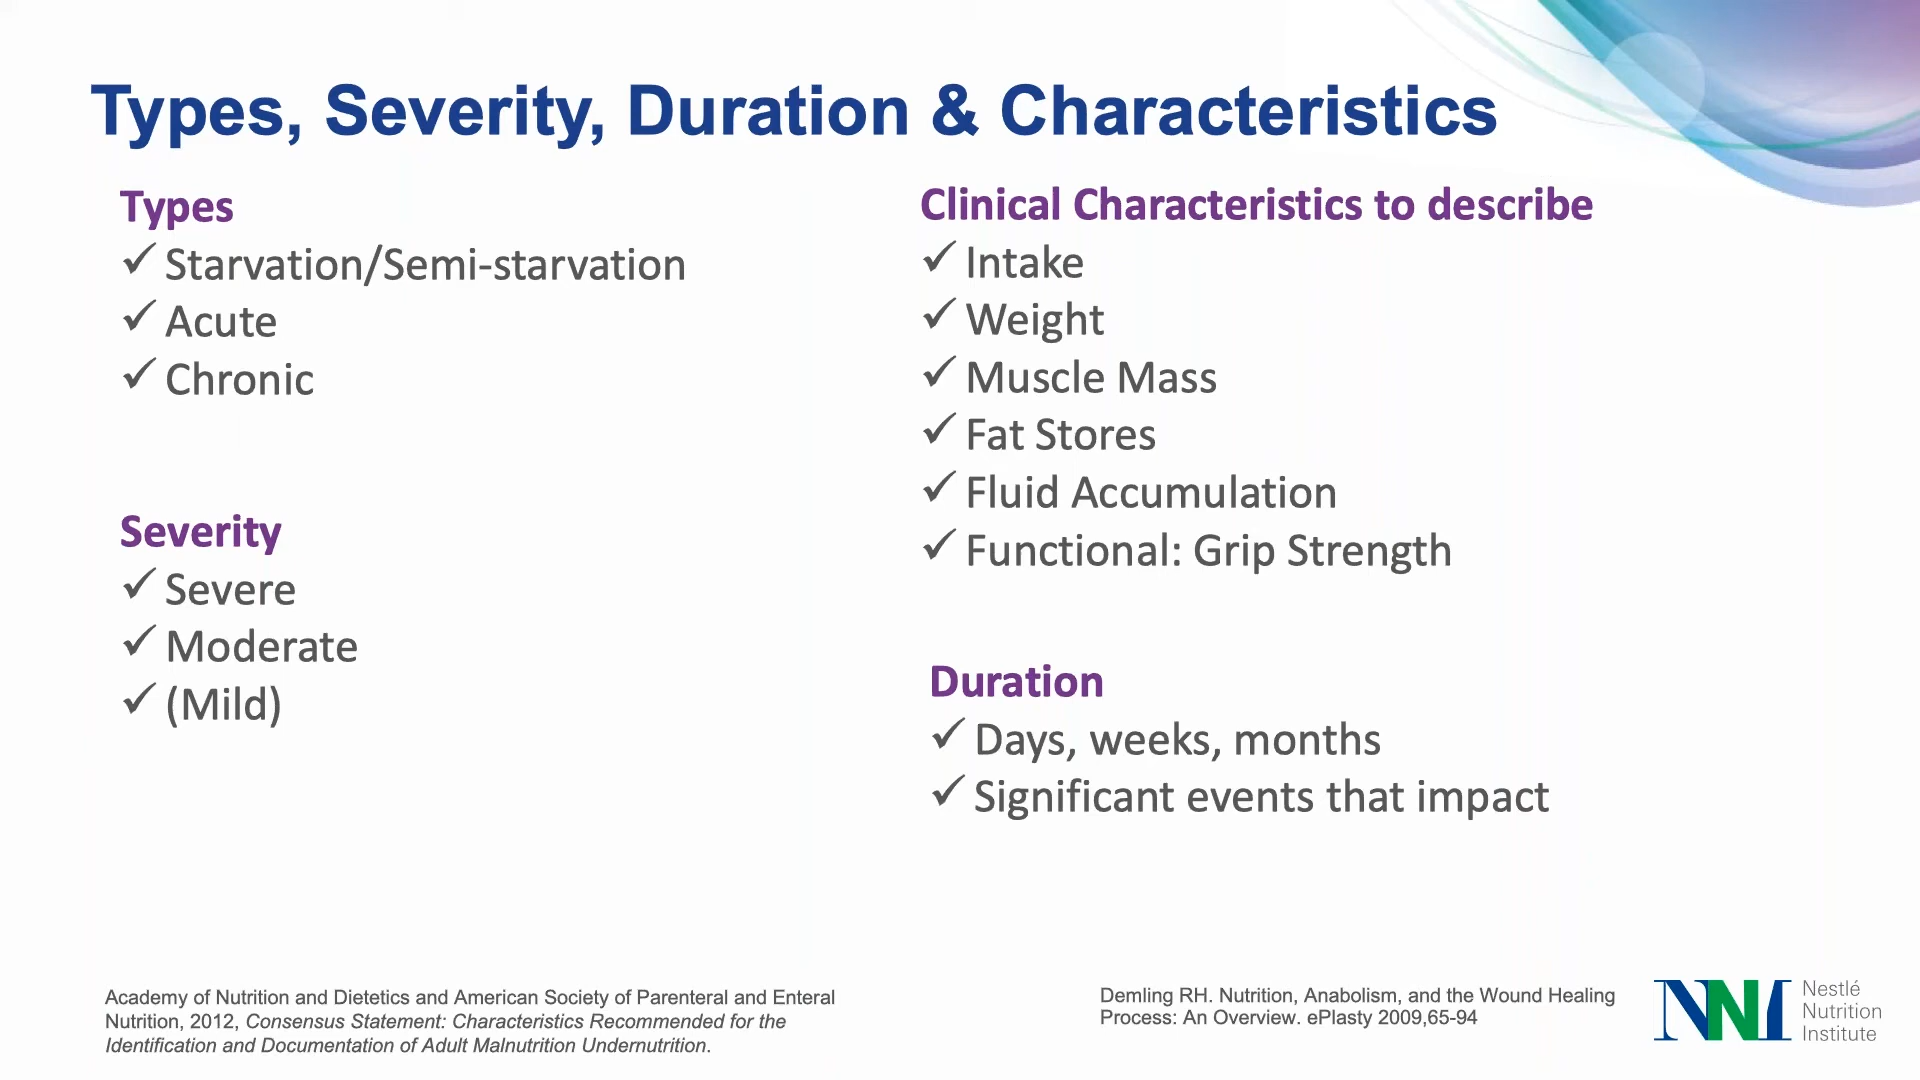 Types, Severity, Duration & Characteristics
Types
✓ Starvation/Semi-starvation
✓ Acute
✓ Chronic
Severity
✓ Severe
✓ Moderate
✓ (Mild)
Clinical Characteristics to describe
✓ Intake
✓ Weight
✓ Muscle Mass
✓ Fat Stores
✓ Fluid Accumulation
✓ Functional: Grip Strength
Duration
✓ Days, weeks, months
✓ Significant events that impact
Academy of Nutrition and Dietetics and American Society of Parenteral and Enteral
Nutrition, 2012, Consensus Statement: Characteristics Recommended for the
Identification and Documentation of Adult Malnutrition Undernutrition.
Demling RH. Nutrition, Anabolism, and the Wound Healing
Process: An Overview. ePlasty 2009,65-94
NNI
Nestlé
Nutrition
Institute